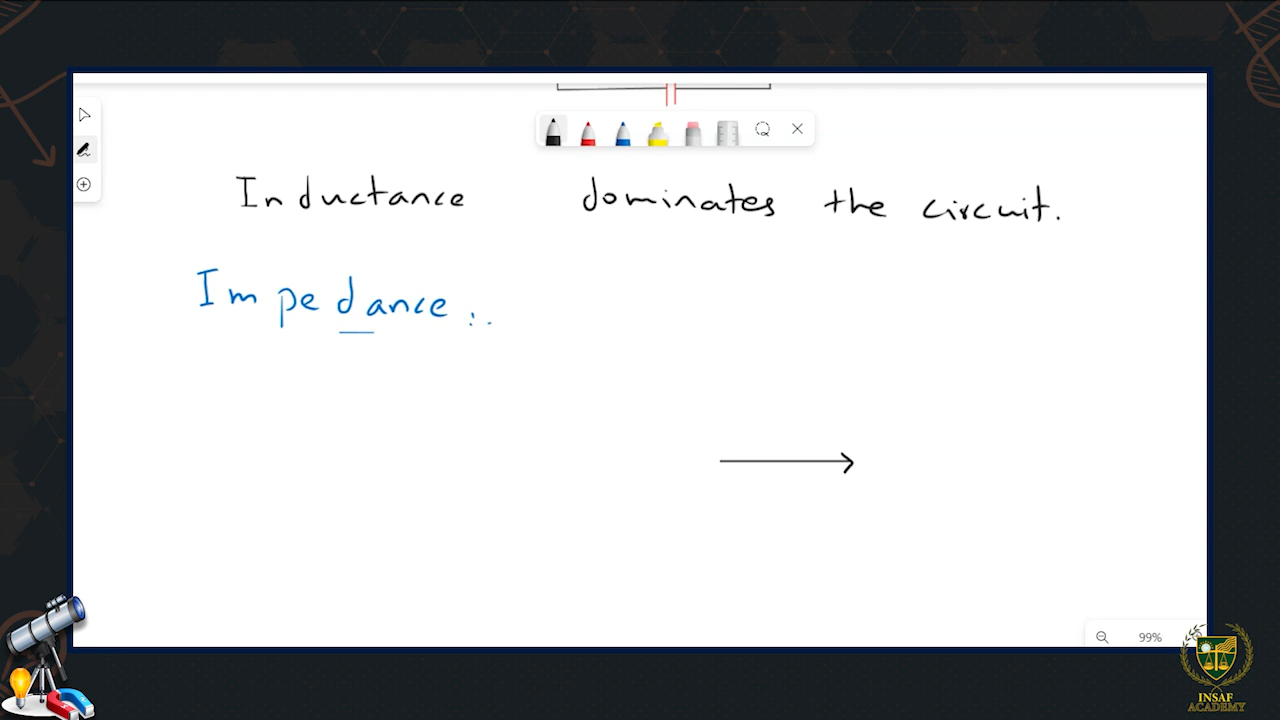 Inductance dominates the circuit.
Impedance :.
99%
INSAF
ACADEMY